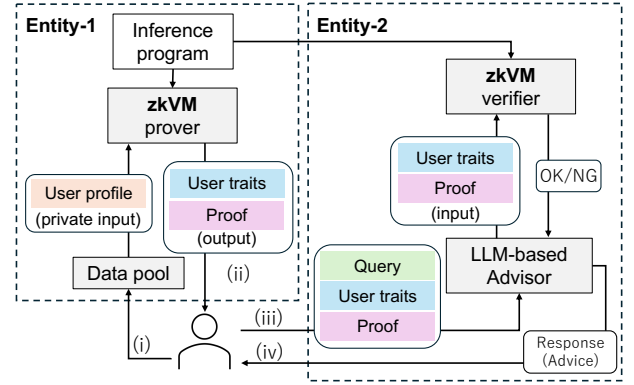 Entity-1
Inference
program
Entity-2
zkVM
prover
zkVM
verifier
User profile
(private input)
User traits
Proof
(output)
User traits
Proof
(input)
OK/NG
Data pool
(ii)
Query
User traits
Proof
LLM-based
Advisor
(i)
(iii)
(iv)
Response
(Advice)